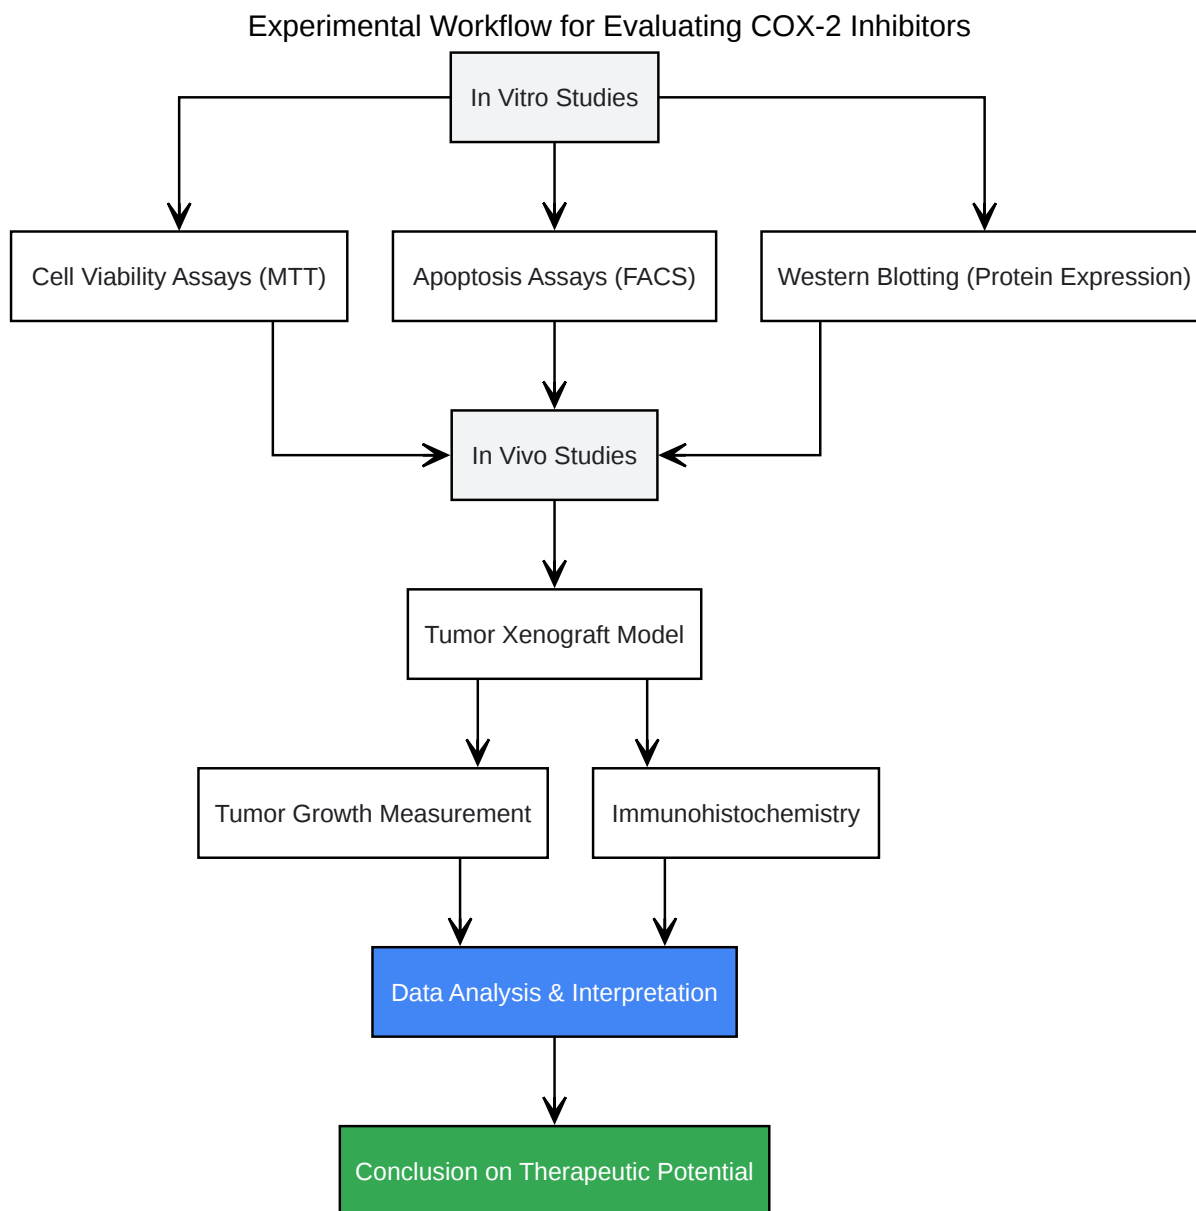 Experimental Workflow for Evaluating COX-2 Inhibitors
In Vitro Studies
Cell Viability Assays (MTT)
Apoptosis Assays (FACS)
Western Blotting (Protein Expression)
In Vivo Studies
Tumor Xenograft Model
Tumor Growth Measurement
Immunohistochemistry
Data Analysis & Interpretation
Conclusion on Therapeutic Potential